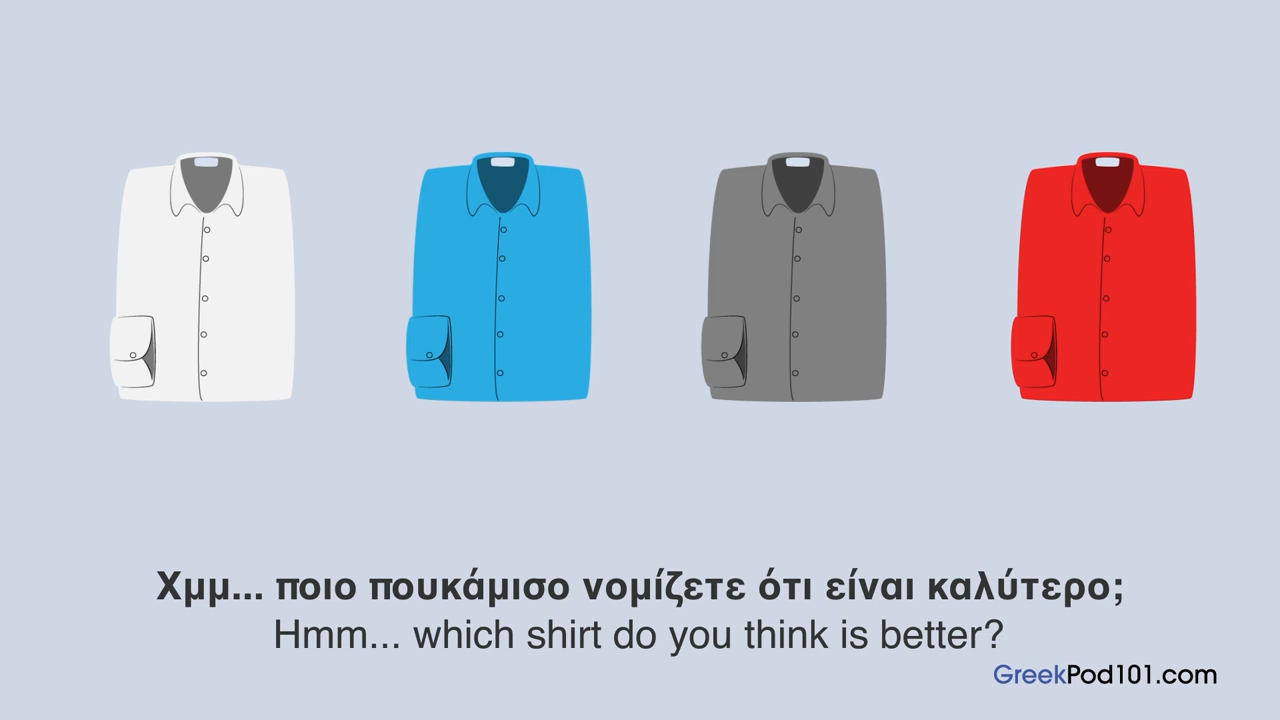 Χμμ... ποιο πουκάμισο νομίζετε ότι είναι καλύτερο;
Hmm... which shirt do you think is better?
GreekPod101.com